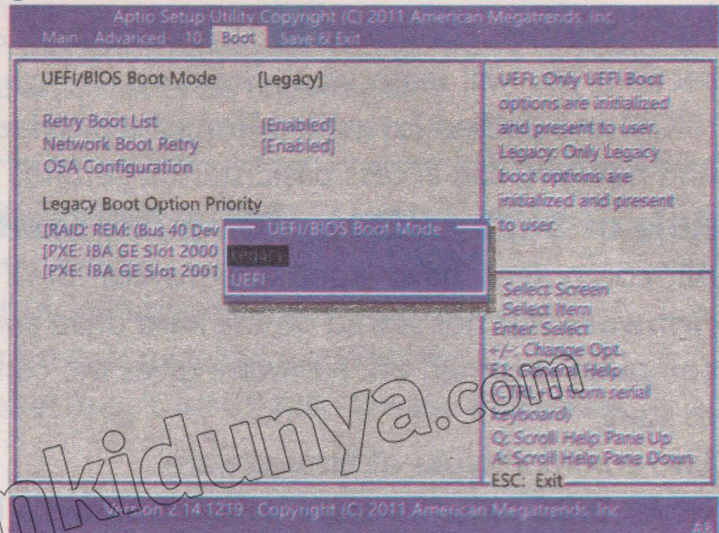 Aptio Setup Utility Copyright (C) 2011 American Megatrends, Inc.
Main Advanced 10 Boot Save & Exit
UEFI/BIOS Boot Mode [Legacy]
Retry Boot List [Enabled]
Network Boot Retry [Enabled]
OSA Configuration
Legacy Boot Option Priority
[RAID: REM: (Bus 40 Dev
[PXE: IBA GE Slot 2000
[PXE: IBA GE Slot 2001
UEFI/BIOS Boot Mode
Legacy
UEFI
UEFI: Only UEFI Boot
options are initialized
and present to user.
Legacy: Only Legacy
boot options are
initialized and present
to user.
Select Screen
Select Item
Enter: Select
+/-: Change Opt.
Help
from serial
keyboard)
Q: Scroll Help Pane Up
A: Scroll Help Pane Down
ESC: Exit
Version 2.14.1219. Copyright (C) 2011 American Megatrends, Inc.
nkidunya.com